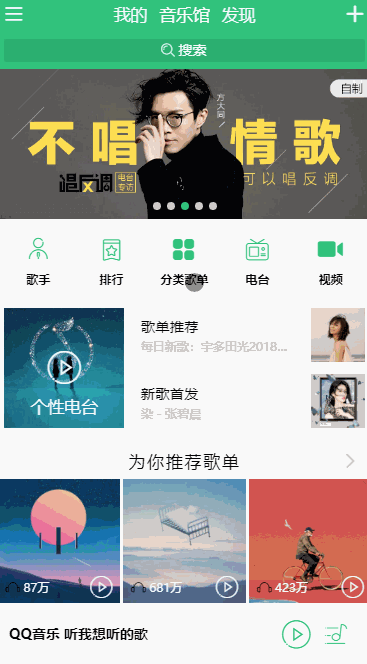 我的 音乐馆 发现
搜索
自制
方大同
不唱 情歌
唱反调 电台专访 可以唱反调
歌手 排行 分类歌单 电台 视频
歌单推荐
每日新歌：宇多田光2018...
个性电台
新歌首发
染 - 张碧晨
为你推荐歌单
87万 681万 423万
QQ音乐 听我想听的歌